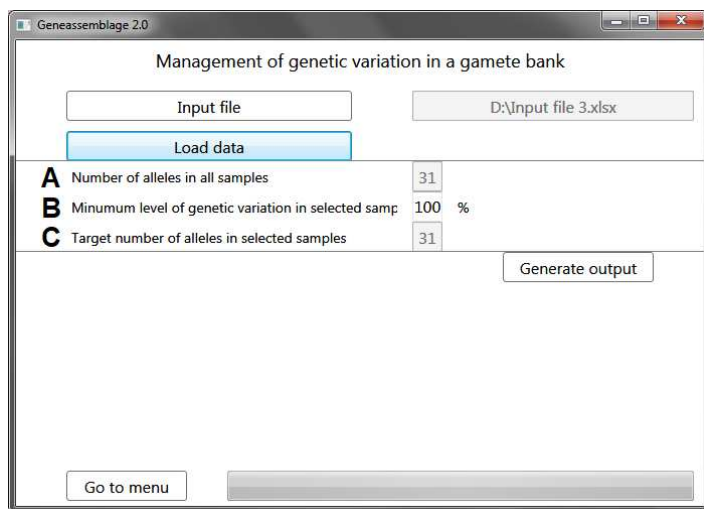 Geneassemblage 2.0
Management of genetic variation in a gamete bank
Input file D:\Input file 3.xlsx
Load data
A Number of alleles in all samples 31
B Minumum level of genetic variation in selected samp 100 %
C Target number of alleles in selected samples 31
Generate output
Go to menu